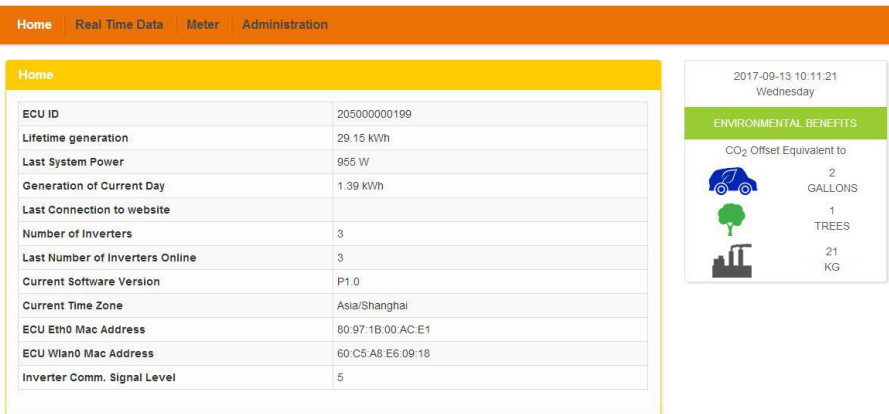 Home Real Time Data Meter Administration
Home
ECU ID 205000000199
Lifetime generation 29.15 kWh
Last System Power 955 W
Generation of Current Day 1.39 kWh
Last Connection to website
Number of Inverters 3
Last Number of Inverters Online 3
Current Software Version P1.0
Current Time Zone Asia/Shanghai
ECU Eth0 Mac Address 80:97:1B:00:AC:E1
ECU Wlan0 Mac Address 60:C5:A8:E6:09:18
Inverter Comm. Signal Level 5
2017-09-13 10:11:21
Wednesday
ENVIRONMENTAL BENEFITS
CO2 Offset Equivalent to
2
GALLONS
1
TREES
21
KG